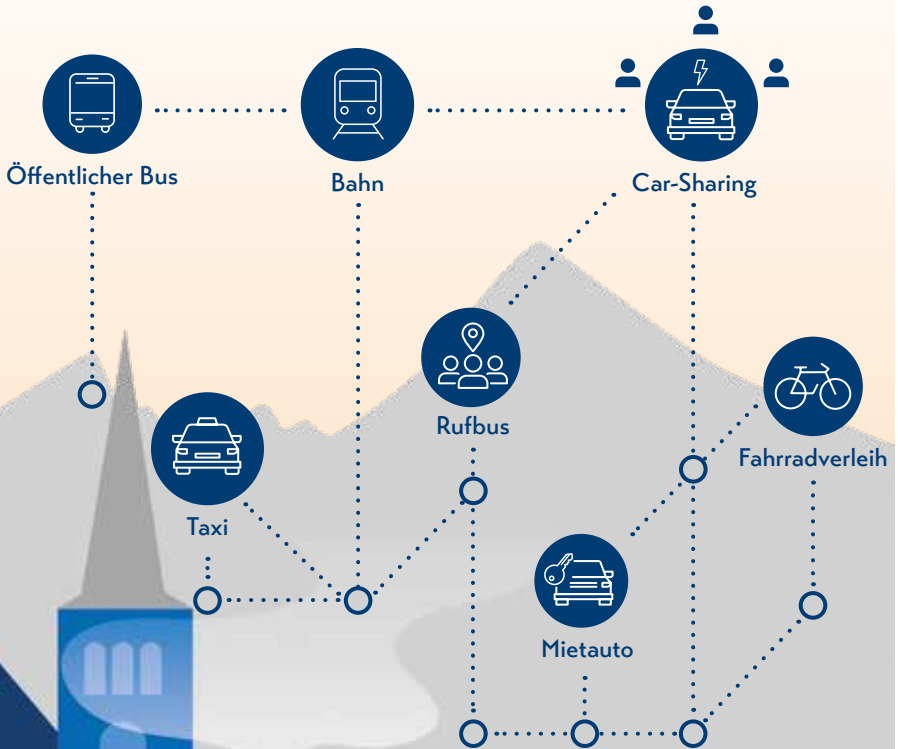 Öffentlicher Bus
Bahn
Car-Sharing
Rufbus
Fahrradverleih
Taxi
Mietauto